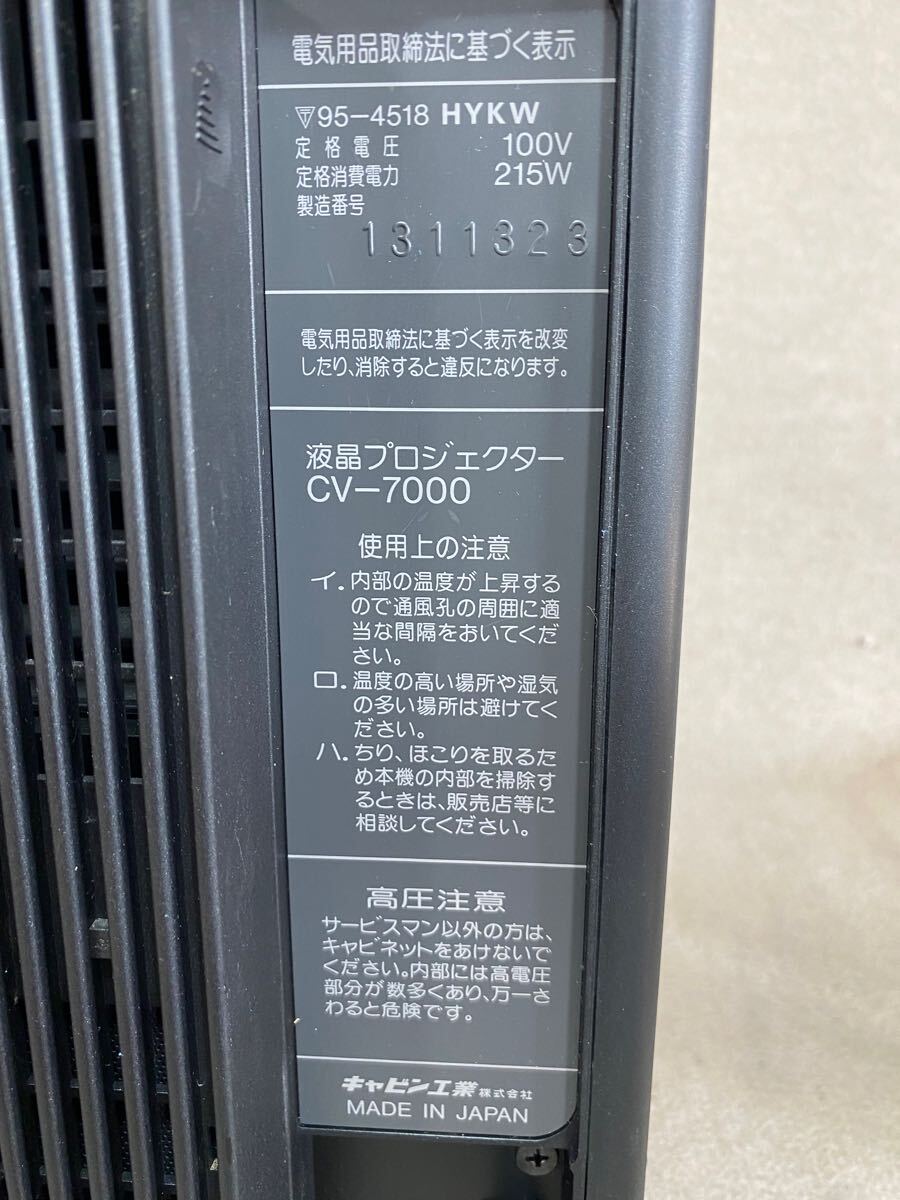 電気用品取締法に基づく表示
95-4518 HYKW
定格電圧 100V
定格消費電力 215W
製造番号
1311323
電気用品取締法に基づく表示を改変
したり、消除すると違反になります。
液晶プロジェクター
CV-7000
使用上の注意
イ.内部の温度が上昇する
ので通風孔の周囲に適
当な間隔をおいてくだ
さい。
ロ.温度の高い場所や湿気
の多い場所は避けてく
ださい。
ハ.ちり、ほこりを取るた
め本機の内部を掃除す
るときは、販売店等に
相談してください。
高圧注意
サービスマン以外の方は、
キャビネットをあけないで
ください。内部には高電圧
部分が数多くあり、万一さ
わると危険です。
キャビン工業株式会社
MADE IN JAPAN